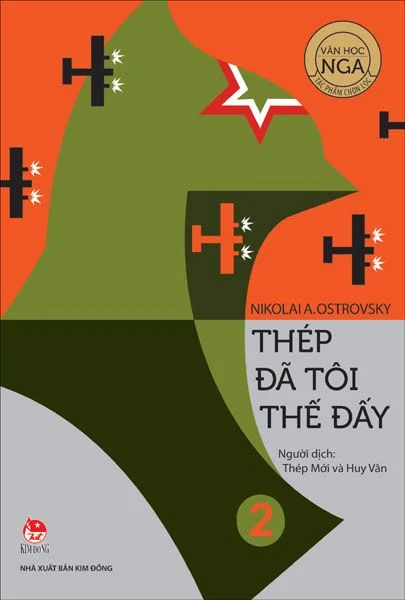 VĂN HỌC
NGA
TÁC PHẨM CHỌN LỌC
NIKOLAI A.OSTROVSKY
THÉP
ĐÃ TÔI
THẾ ĐẤY
Người dịch:
Thép Mới và Huy Vân
2
KIM ĐỒNG
NHÀ XUẤT BẢN KIM ĐỒNG